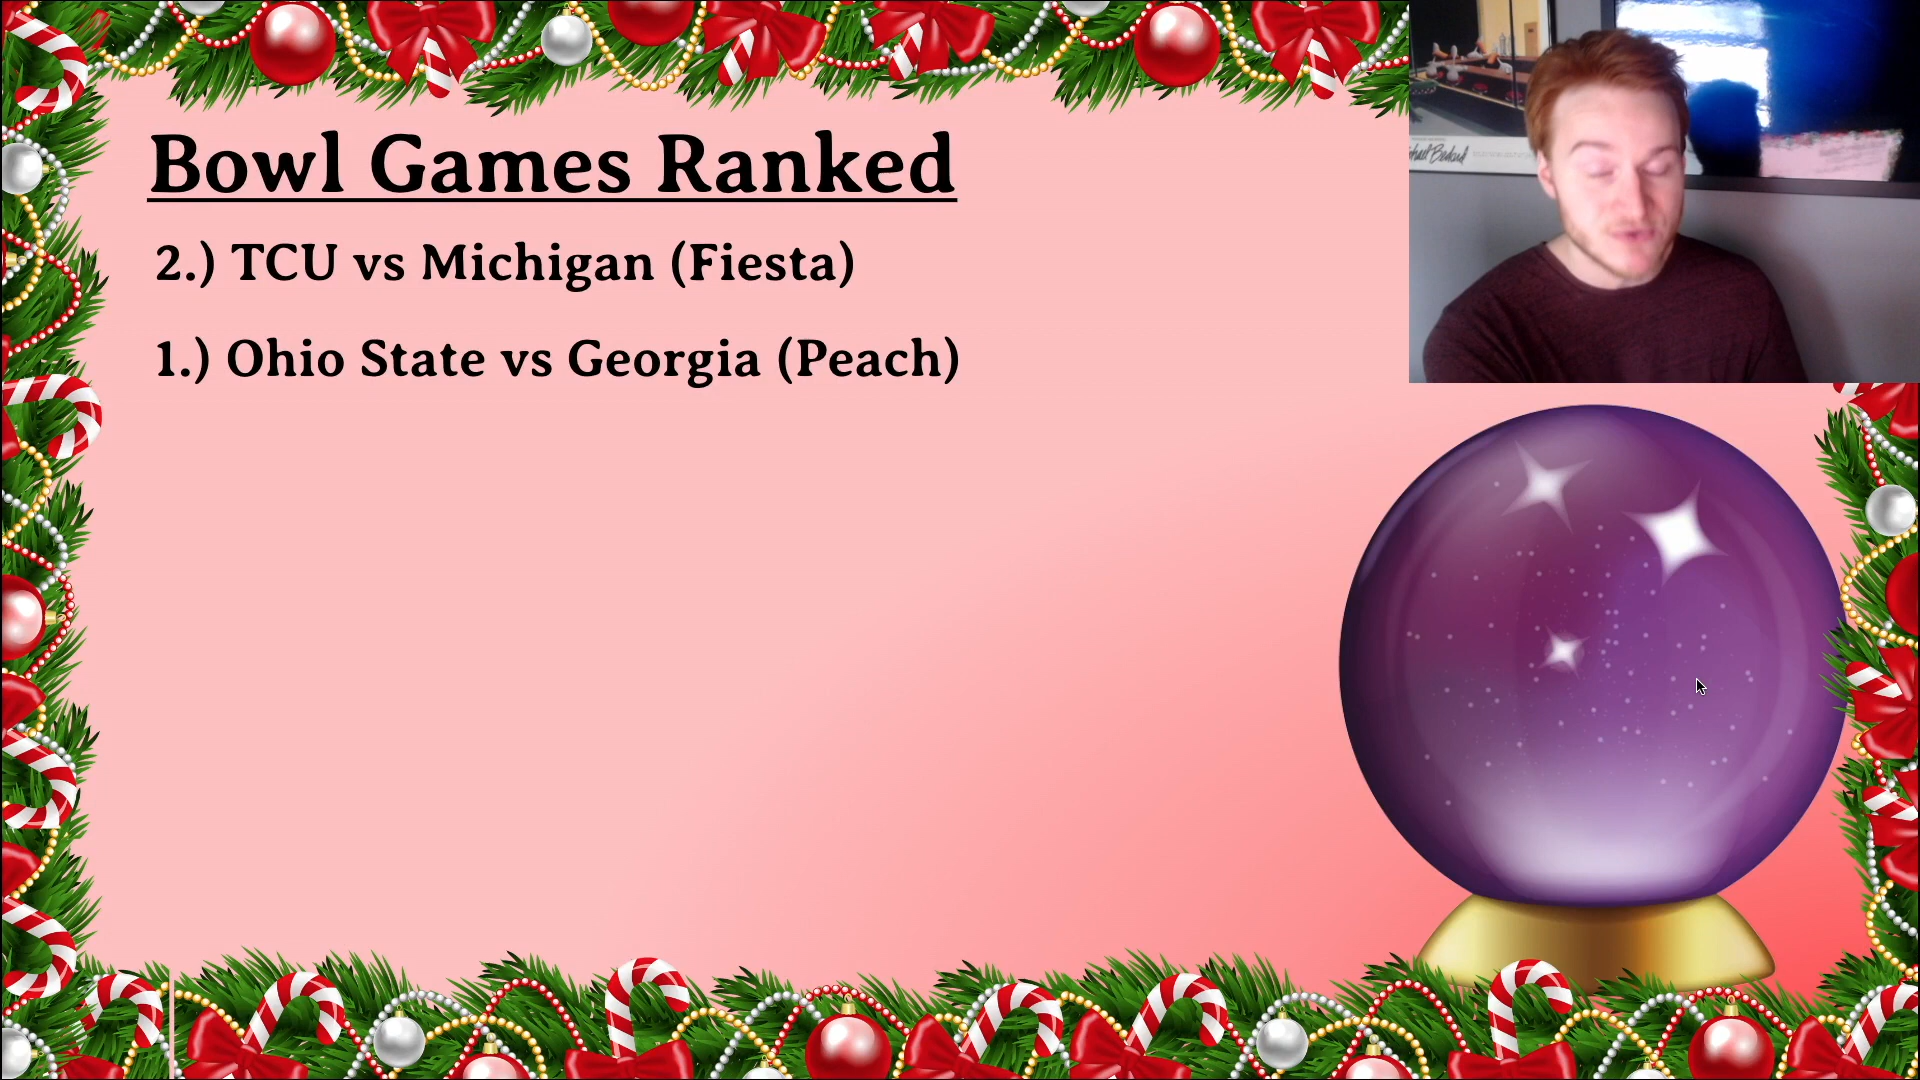 Bowl Games Ranked
2.) TCU vs Michigan (Fiesta)
1.) Ohio State vs Georgia (Peach)